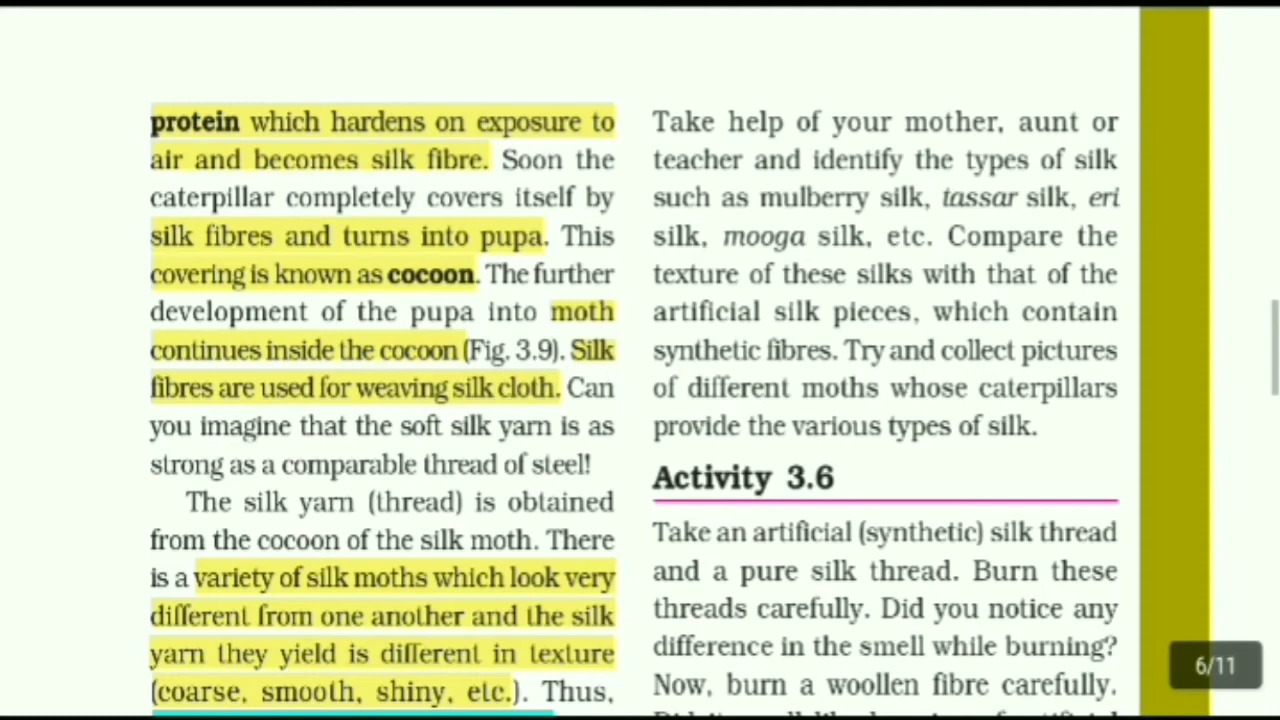 protein which hardens on exposure to
air and becomes silk fibre. Soon the
caterpillar completely covers itself by
silk fibres and turns into pupa. This
covering is known as cocoon. The further
development of the pupa into moth
continues inside the cocoon (Fig. 3.9). Silk
fibres are used for weaving silk cloth. Can
you imagine that the soft silk yarn is as
strong as a comparable thread of steel!
The silk yarn (thread) is obtained
from the cocoon of the silk moth. There
is a variety of silk moths which look very
different from one another and the silk
yarn they yield is different in texture
(coarse, smooth, shiny, etc.). Thus,
Take help of your mother, aunt or
teacher and identify the types of silk
such as mulberry silk, tassar silk, eri
silk, mooga silk, etc. Compare the
texture of these silks with that of the
artificial silk pieces, which contain
synthetic fibres. Try and collect pictures
of different moths whose caterpillars
provide the various types of silk.
Activity 3.6
Take an artificial (synthetic) silk thread
and a pure silk thread. Burn these
threads carefully. Did you notice any
difference in the smell while burning?
Now, burn a woollen fibre carefully.
6/11